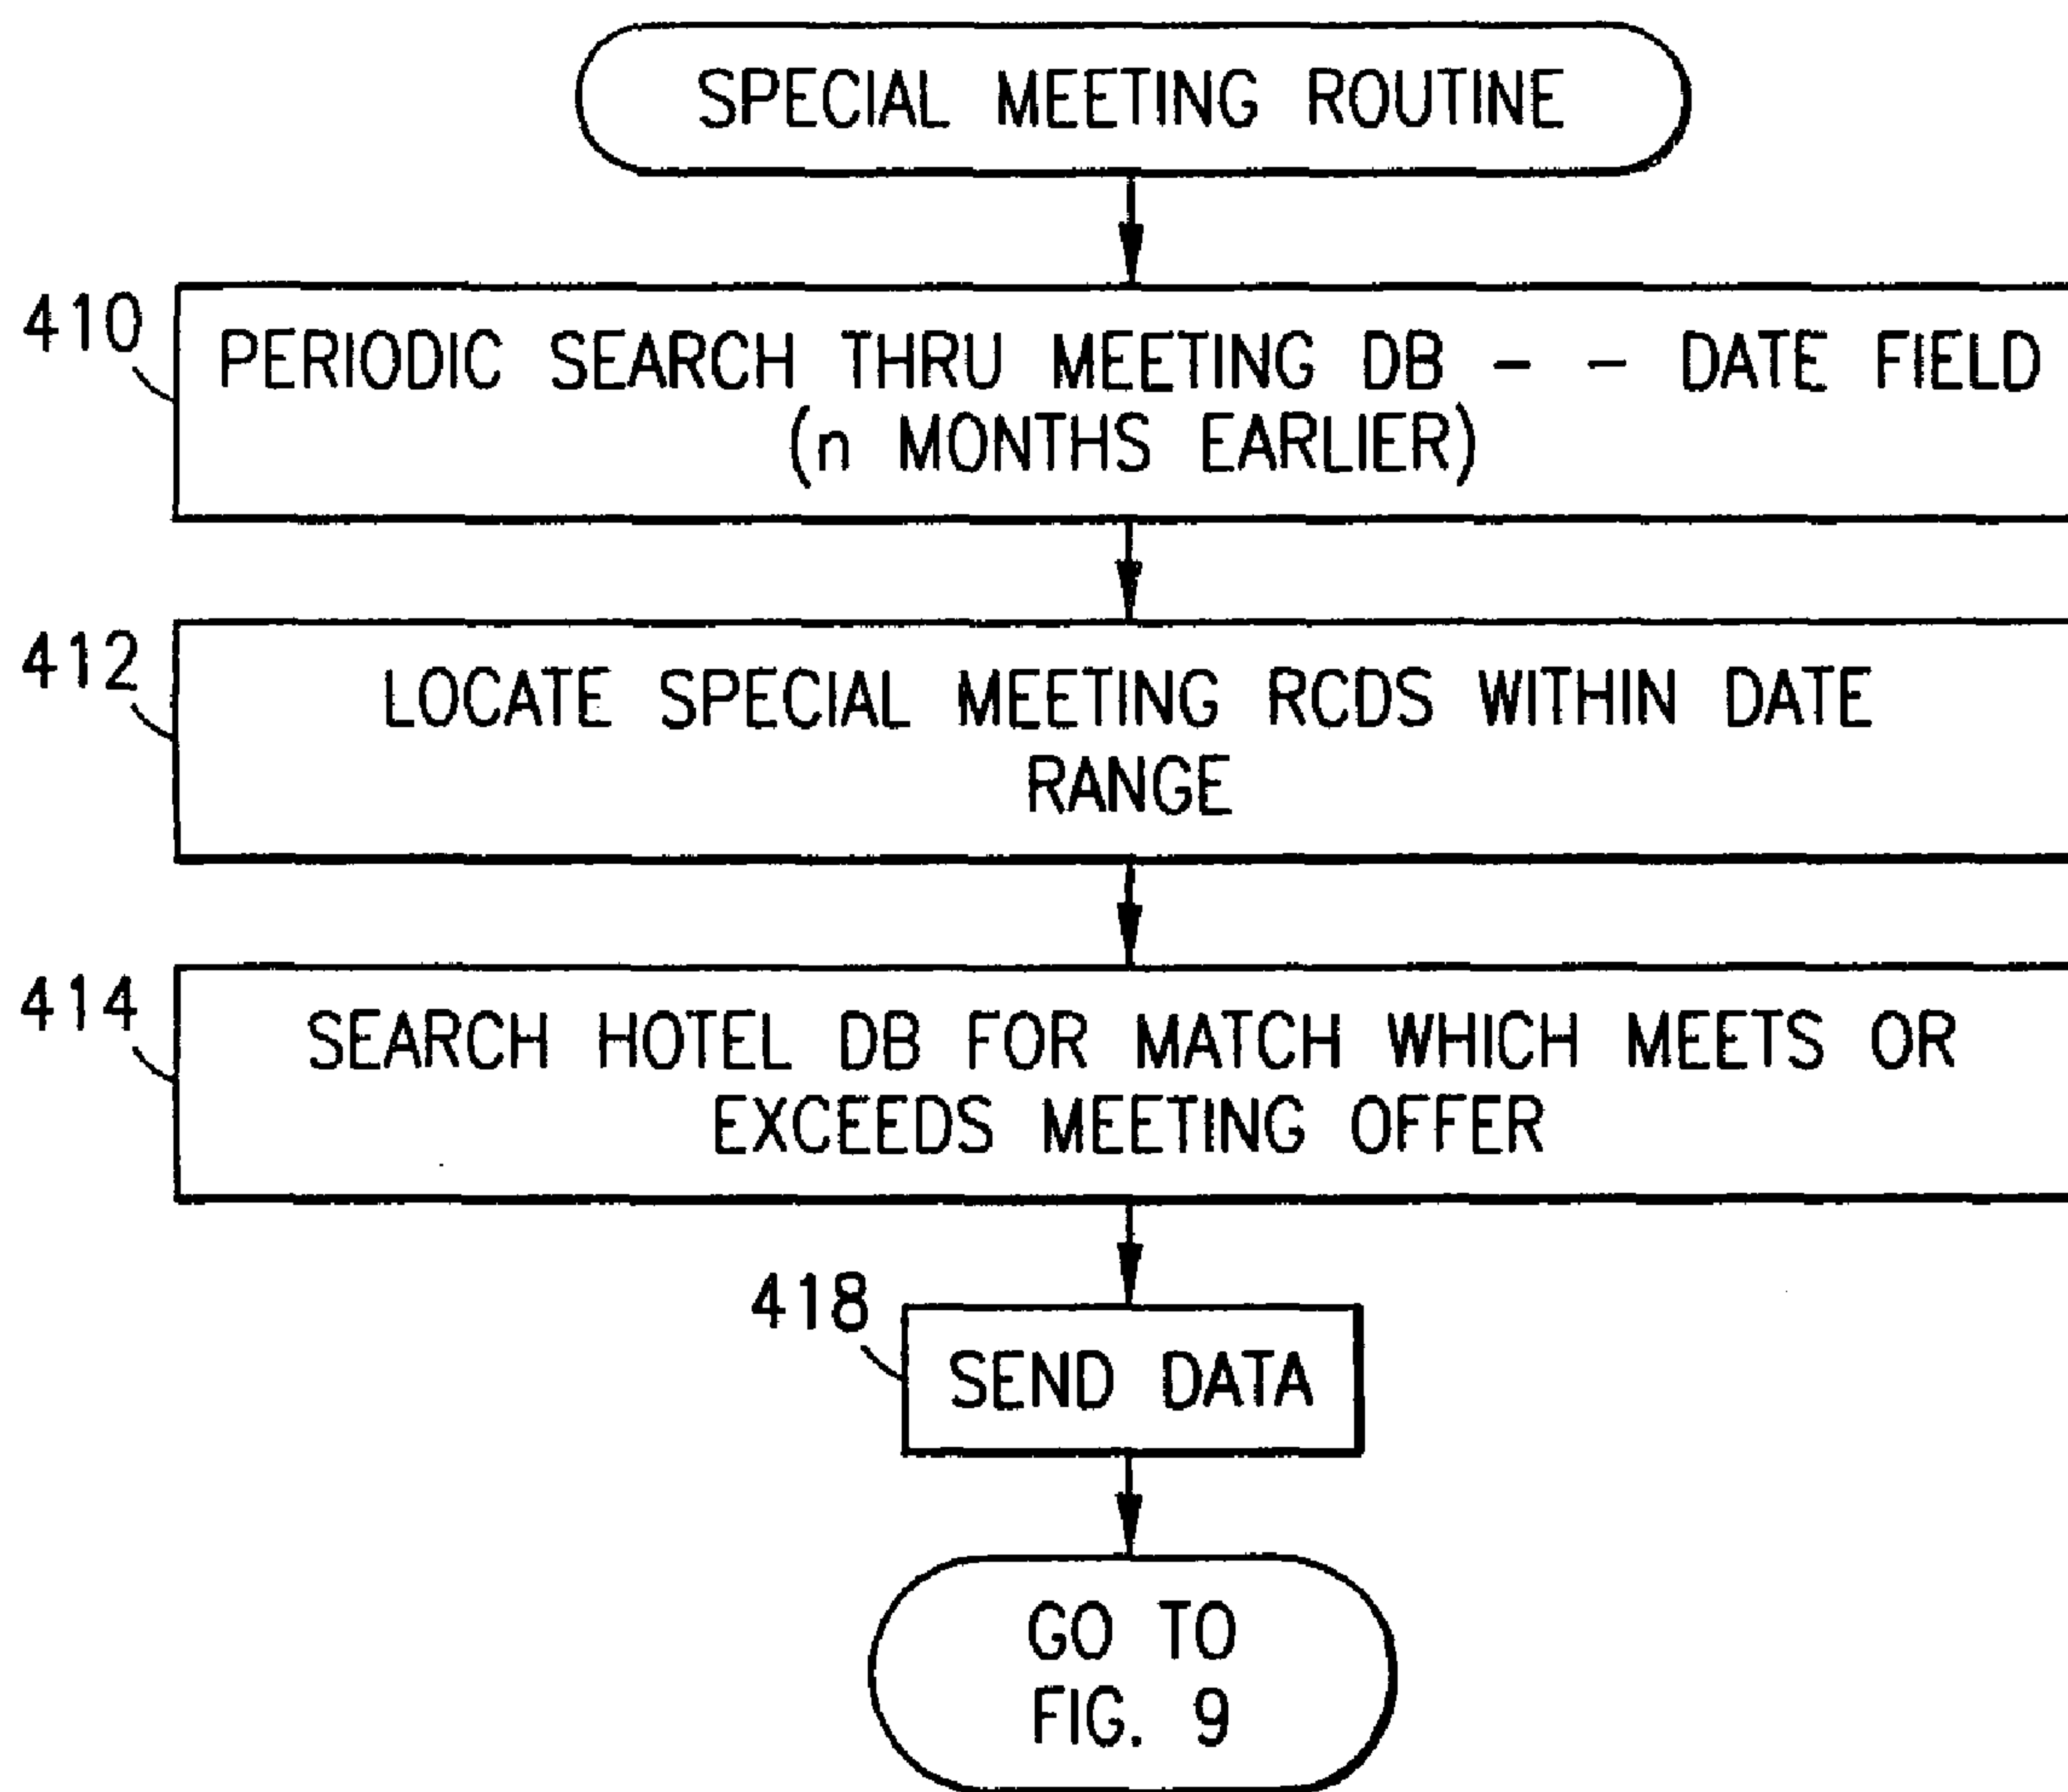 SPECIAL MEETING ROUTINE
410
PERIODIC SEARCH THRU MEETING DB - - DATE FIELD
(n MONTHS EARLIER)
412
LOCATE SPECIAL MEETING RCDS WITHIN DATE
RANGE
414
SEARCH HOTEL DB FOR MATCH WHICH MEETS OR
EXCEEDS MEETING OFFER
418
SEND DATA
GO TO
FIG. 9